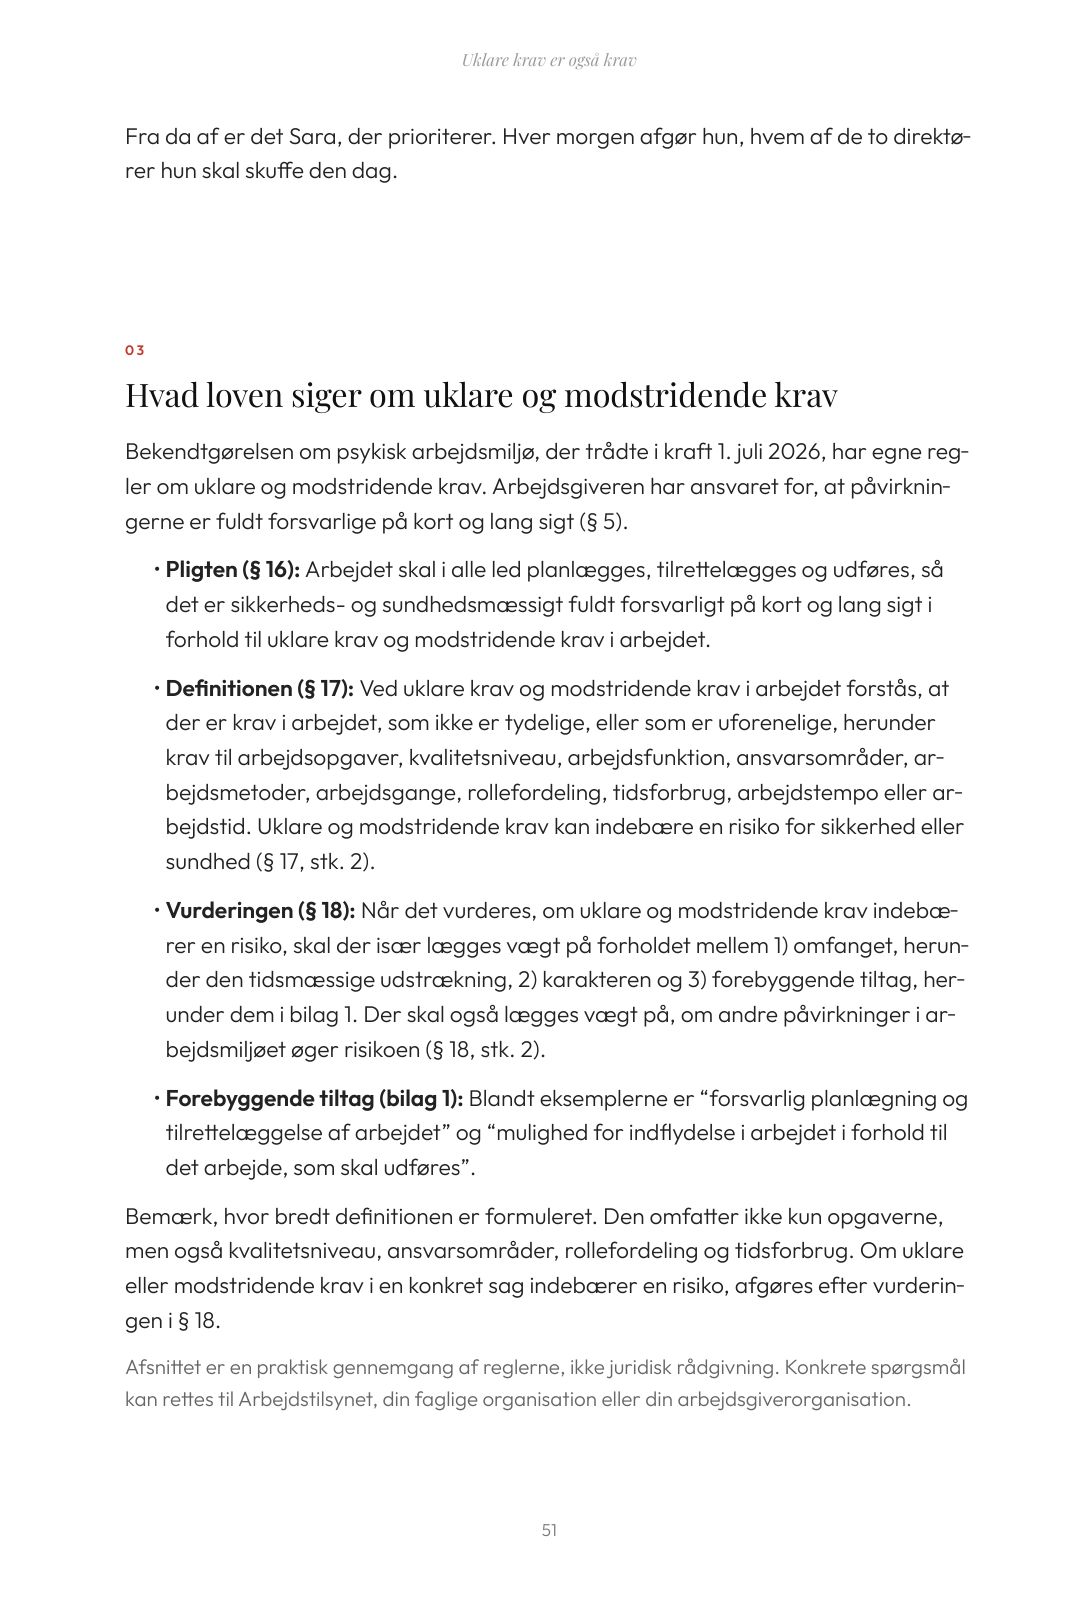 Uklare krav er også krav
Fra da af er det Sara, der prioriterer. Hver morgen afgør hun, hvem af de to direktø-
rer hun skal skuffe den dag.
03
Hvad loven siger om uklare og modstridende krav
Bekendtgørelsen om psykisk arbejdsmiljø, der trådte i kraft 1. juli 2026, har egne reg-
ler om uklare og modstridende krav. Arbejdsgiveren har ansvaret for, at påvirknin-
gerne er fuldt forsvarlige på kort og lang sigt (§ 5).
• Pligten (§ 16): Arbejdet skal i alle led planlægges, tilrettelægges og udføres, så
det er sikkerheds- og sundhedsmæssigt fuldt forsvarligt på kort og lang sigt i
forhold til uklare krav og modstridende krav i arbejdet.
• Definitionen (§ 17): Ved uklare krav og modstridende krav i arbejdet forstås, at
der er krav i arbejdet, som ikke er tydelige, eller som er uforenelige, herunder
krav til arbejdsopgaver, kvalitetsniveau, arbejdsfunktion, ansvarsområder, ar-
bejdsmetoder, arbejdsgange, rollefordeling, tidsforbrug, arbejdstempo eller ar-
bejdstid. Uklare og modstridende krav kan indebære en risiko for sikkerhed eller
sundhed (§ 17, stk. 2).
• Vurderingen (§ 18): Når det vurderes, om uklare og modstridende krav indebæ-
rer en risiko, skal der især lægges vægt på forholdet mellem 1) omfanget, herun-
der den tidsmæssige udstrækning, 2) karakteren og 3) forebyggende tiltag, her-
under dem i bilag 1. Der skal også lægges vægt på, om andre påvirkninger i ar-
bejdsmiljøet øger risikoen (§ 18, stk. 2).
• Forebyggende tiltag (bilag 1): Blandt eksemplerne er “forsvarlig planlægning og
tilrettelæggelse af arbejdet” og “mulighed for indflydelse i arbejdet i forhold til
det arbejde, som skal udføres”.
Bemærk, hvor bredt definitionen er formuleret. Den omfatter ikke kun opgaverne,
men også kvalitetsniveau, ansvarsområder, rollefordeling og tidsforbrug. Om uklare
eller modstridende krav i en konkret sag indebærer en risiko, afgøres efter vurderin-
gen i § 18.
Afsnittet er en praktisk gennemgang af reglerne, ikke juridisk rådgivning. Konkrete spørgsmål
kan rettes til Arbejdstilsynet, din faglige organisation eller din arbejdsgiverorganisation.
51